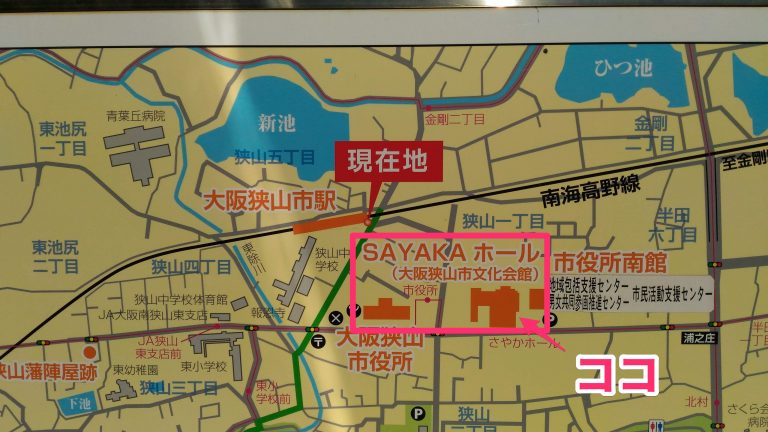 ひつ池
青葉丘病院
新池
金剛二丁目
金剛
二丁目
東池尻
一丁目
狭山五丁目
現在地
至金剛
大阪狭山市駅
南海高野線
狭山一丁目
半田
六丁目
東池尻
二丁目
狭山四丁目
東除川
狭山中
学校
SAYAKA ホール
(大阪狭山市文化会館)
市役所南館
地域包括支援センター
男女共同参画推進センター
市民活動支援センター
市役所
狭山中学校体育館
JA大阪南狭山東支店
報恩寺
JA狭山
東支店前
大阪狭山
市役所
さやかホール
浦之庄
半田
一丁目
狭山藩陣屋跡
東幼稚園
東小学校
ココ
下池
狭山三丁目
東小
学校前
P
狭山
二丁目
北村
さくら会
病院